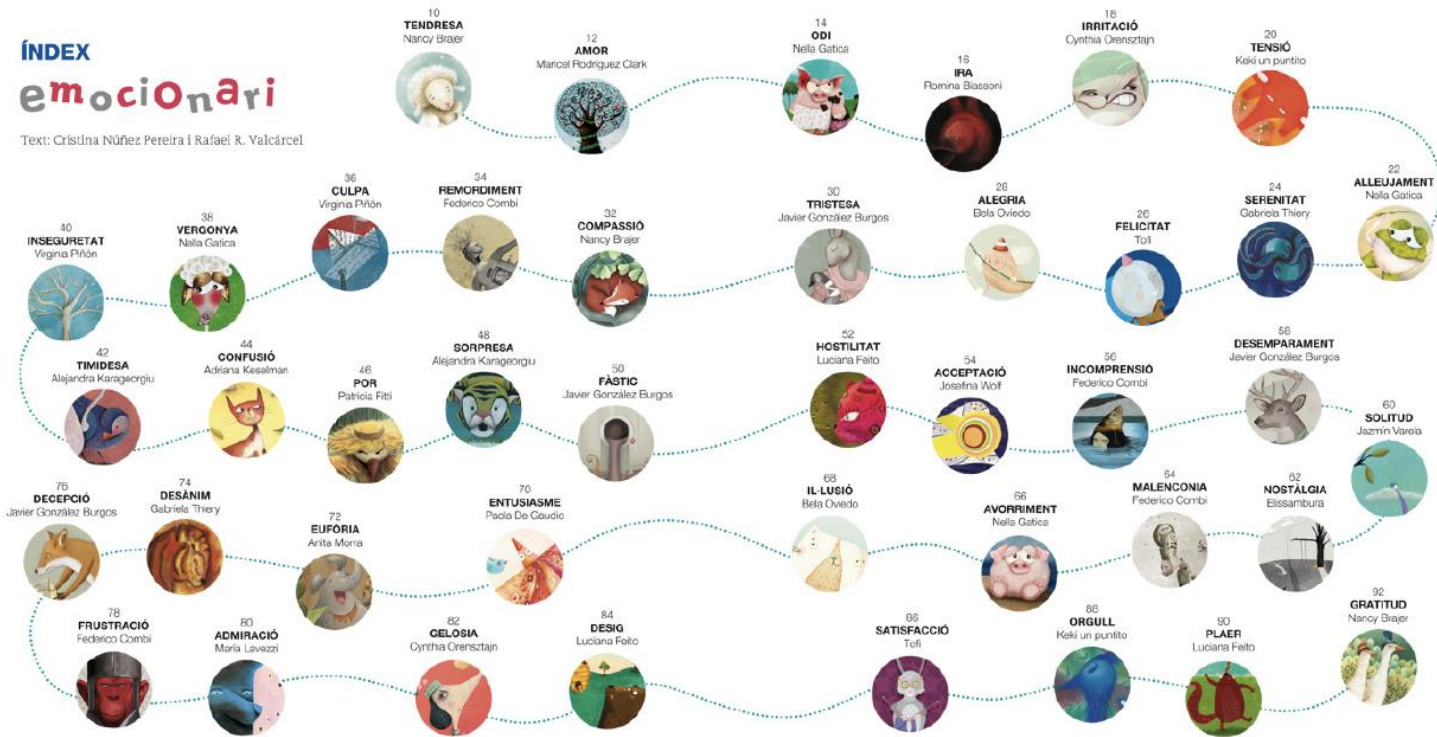 ÍNDEX
emocionari
Text: Cristina Núñez Pereira i Rafael R. Valcárcel
10
TENDRESA
Nancy Brajer
12
AMOR
Marcel Rodríguez Clark
14
ODI
Nella Gatica
16
IRA
Romina Biassoni
18
IRRITACIÓ
Cynthia Orensztajn
20
TENSIÓ
Keki un puntito
22
ALLEUJAMENT
Nella Gatica
24
SERENITAT
Gabriela Thiery
26
FELICITAT
Tofi
28
ALEGRIA
Bela Oviedo
30
TRISTESA
Javier González Burgos
32
COMPASSIÓ
Nancy Brajer
34
REMORDIMENT
Federico Combi
36
CULPA
Virginia Piñón
38
VERGONYA
Nella Gatica
40
INSEGURETAT
Virginia Piñón
42
TIMIDESA
Alejandra Karageorgiu
44
CONFUSIÓ
Adriana Keselman
46
POR
Patricia Fitti
48
SORPRESA
Alejandra Karageorgiu
50
FÀSTIC
Javier González Burgos
52
HOSTILITAT
Luciana Feito
54
ACCEPTACIÓ
Josefina Wolf
56
INCOMPRENSIÓ
Federico Combi
58
DESEMPARAMENT
Javier González Burgos
60
SOLITUD
Jazmín Varela
62
NOSTÀLGIA
Elissambura
64
MALENCONIA
Federico Combi
66
AVORRIMENT
Nella Gatica
68
IL·LUSIÓ
Bela Oviedo
70
ENTUSIASME
Paola De Gaudio
72
EUFÒRIA
Anita Morra
74
DESÀNIM
Gabriela Thiery
76
DECEPCIÓ
Javier González Burgos
78
FRUSTRACIÓ
Federico Combi
80
ADMIRACIÓ
María Lavezzi
82
GELOSIA
Cynthia Orensztajn
84
DESIG
Luciana Feito
86
SATISFACCIÓ
Tofi
88
ORGULL
Keki un puntito
90
PLAER
Luciana Feito
92
GRATITUD
Nancy Brajer